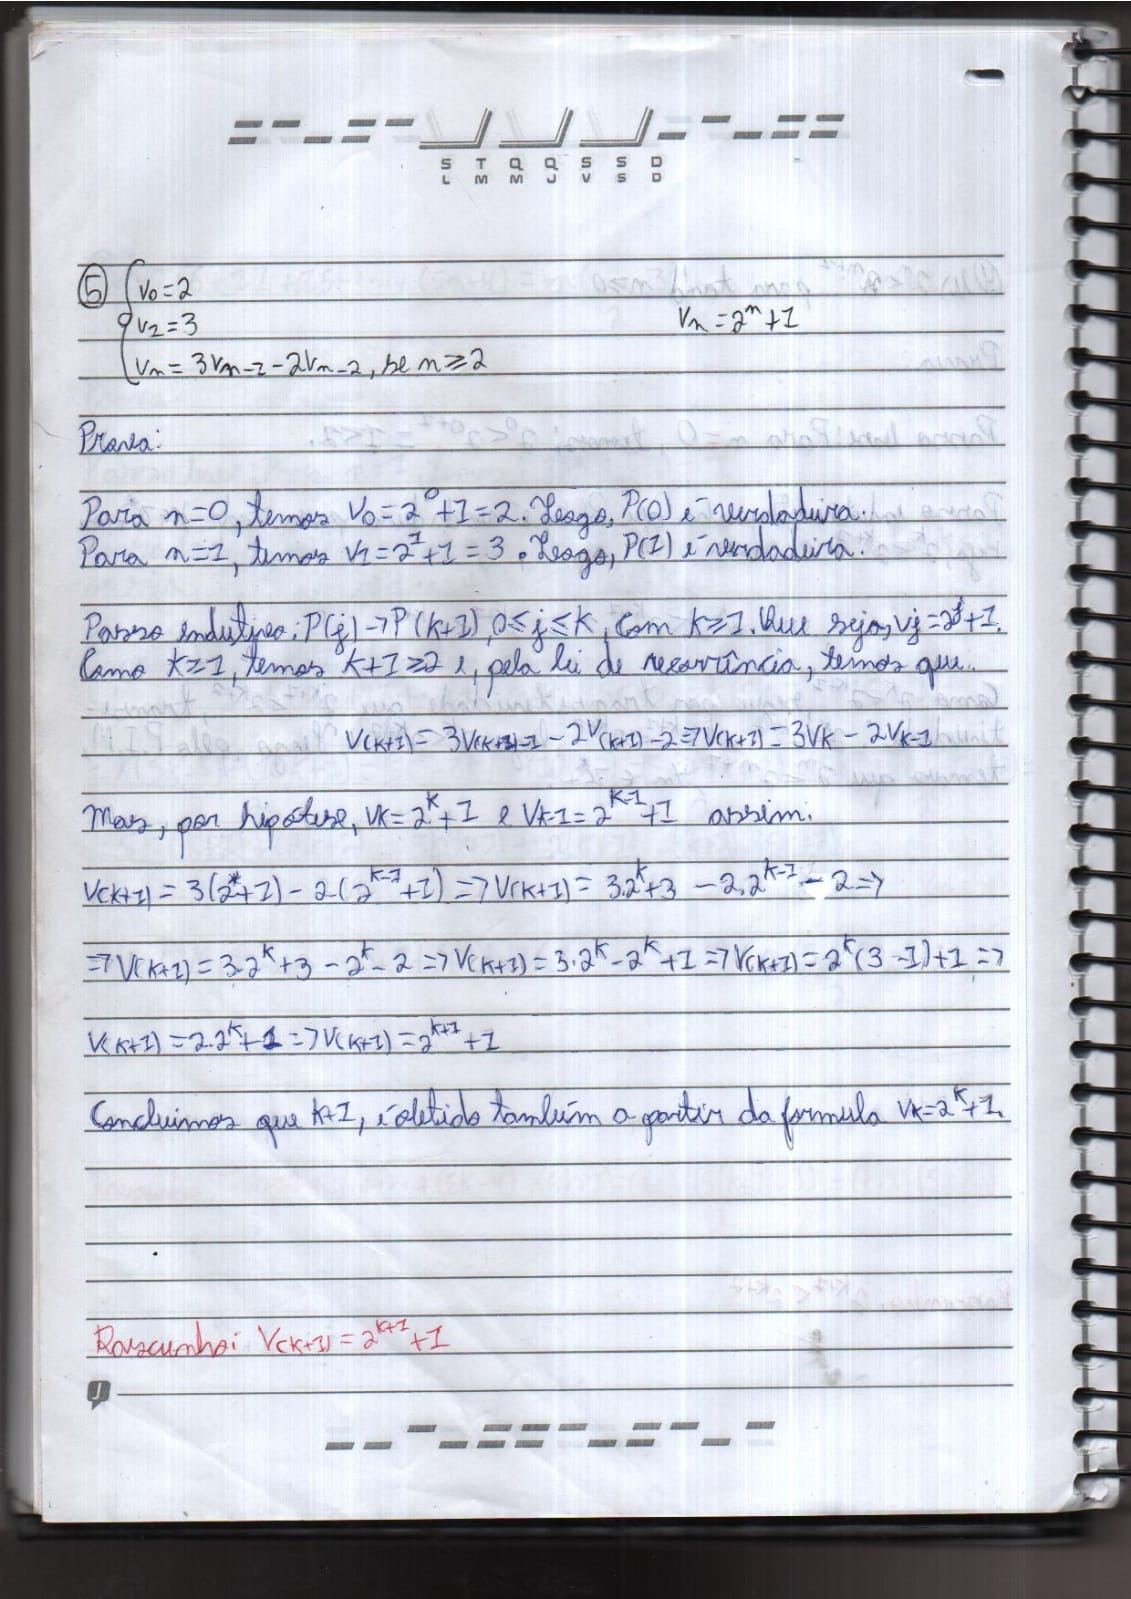 S T Q Q S S D
L M M J V S D
5 { V0=2
V1=3 Vn=2^n+1
Vn=3Vn-1-2Vn-2, se n≥2
Prova:
Para n=0, temos V0=2^0+1=2. Logo, P(0) é verdadeira.
Para n=1, temos V1=2^1+1=3. Logo, P(1) é verdadeira.
Passo indutivo: P(j)→P(k+1), 0≤j≤k, com k≥1. Que seja, Vj=2^j+1.
Como k≥1, temos k+1≥2 e, pela lei de recorrência, temos que:
V(k+1)=3V(k+1)-1-2V(k+1)-2⇒V(k+1)=3Vk-2Vk-1
Mas, por hipótese, Vk=2^k+1 e Vk-1=2^k-1+1 assim:
V(k+1)=3(2^k+1)-2(2^k-1+1)⇒V(k+1)=3.2^k+3-2.2^k-1-2⇒
⇒V(k+1)=3.2^k+3-2^k-2⇒V(k+1)=3.2^k-2^k+1⇒V(k+1)=2^k(3-1)+1⇒
V(k+1)=2.2^k+1⇒V(k+1)=2^k+1+1
Concluimos que k+1, é obtido também a partir da formula Vk=2^k+1.
Rascunho: V(k+1)=2^k+1+1